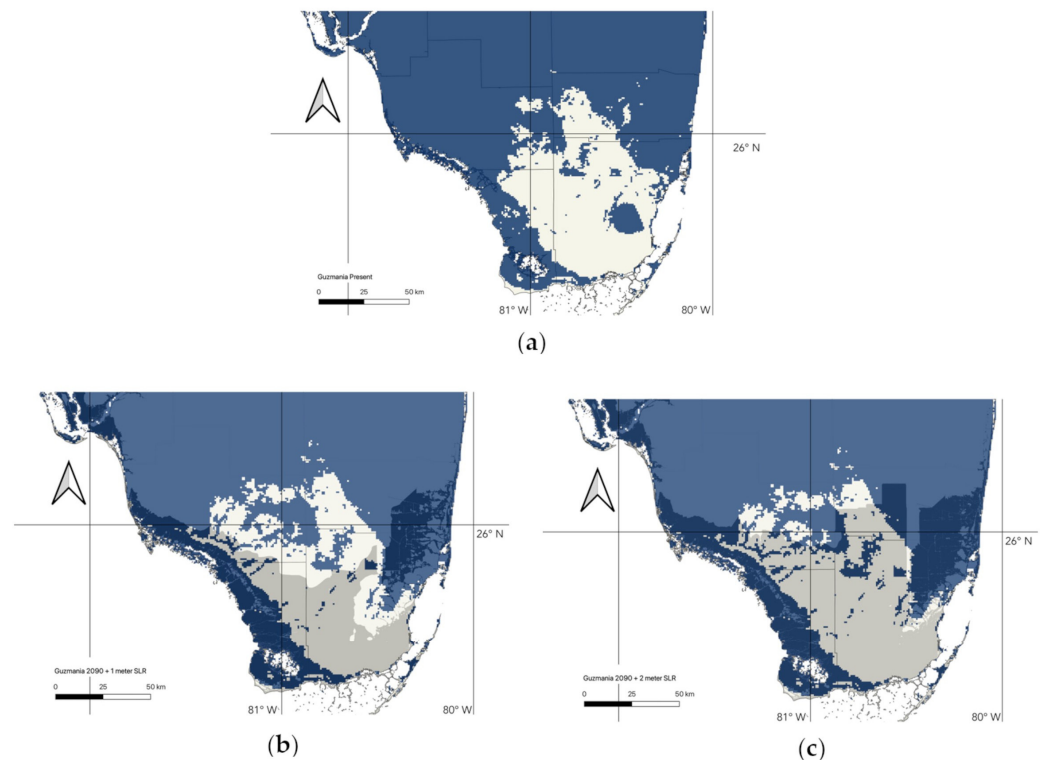 26° N
Guzmania Present
0 25 50 km
81° W 80° W
(a)
26° N
Guzmania 2090 + 1 meter SLR
0 25 50 km
81° W 80° W
(b)
26° N
Guzmania 2090 + 2 meter SLR
0 25 50 km
81° W 80° W
(c)